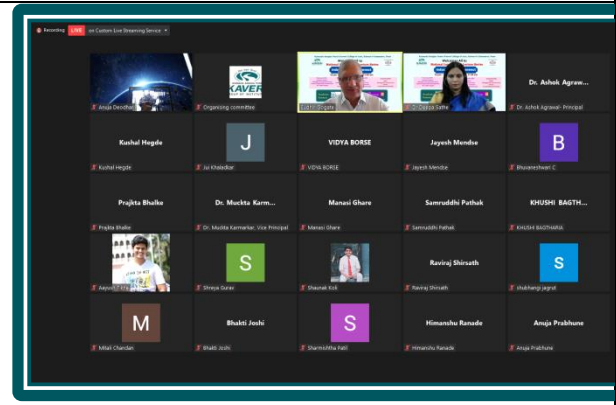 Recording LIVE on Custom Live Streaming Service
KAVER
Dr. Ashok Agraw...
Anuja Deodhar
Organising committee
Dr. Ashok Agrawal- Principal
Kushal Hegde
J
VIDYA BORSE
Jayesh Mendse
B
Kushal Hegde
Jui Khaladkar
VIDYA BORSE
Jayesh Mendse
Bhuvaneshwari C
Prajkta Bhalke
Dr. Muckta Karm...
Manasi Ghare
Samruddhi Pathak
KHUSHI BAGTH...
Prajkta Bhalke
Dr. Muckta Karmarkar, Vice Principal
Manasi Ghare
Samruddhi Pathak
KHUSHI BAGTHARIA
S
Raviraj Shirsath
S
Shreya Gurav
Shaunak Koli
Raviraj Shirsath
shubhangi jagrut
M
Bhakti Joshi
S
Himanshu Ranade
Anuja Prabhune
Mitali Chandan
Bhakti Joshi
Sharmishtha Patil
Himanshu Ranade
Anuja Prabhune